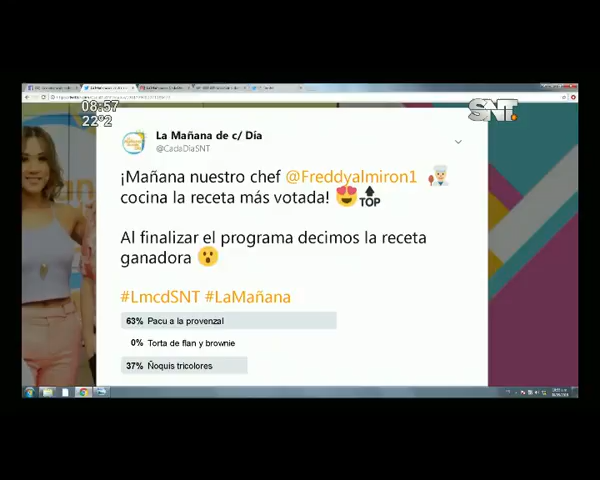 08:57
22°2
SNT.
La Mañana de c/ Día
@CadaDiaSNT
¡Mañana nuestro chef @Freddyalmiron1
cocina la receta más votada! TOP
Al finalizar el programa decimos la receta
ganadora
#LmcdSNT #LaMañana
63% Pacu a la provenzal
0% Torta de flan y brownie
37% Ñoquis tricolores